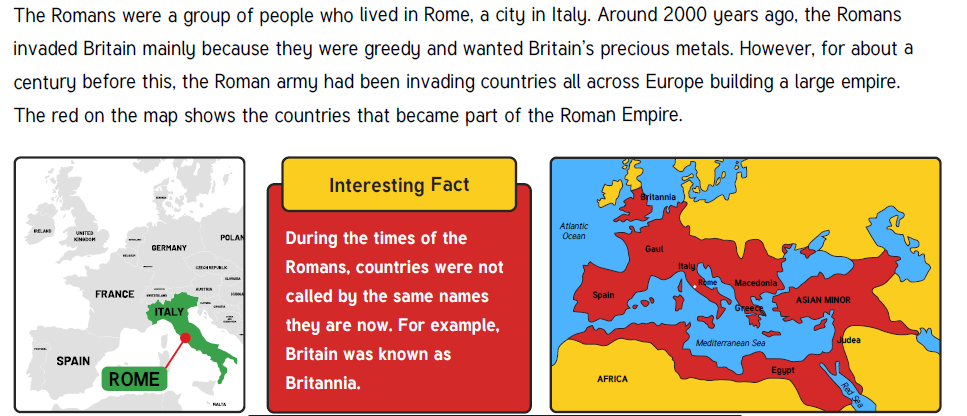 The Romans were a group of people who lived in Rome, a city in Italy. Around 2000 years ago, the Romans
invaded Britain mainly because they were greedy and wanted Britain's precious metals. However, for about a
century before this, the Roman army had been invading countries all across Europe building a large empire.
The red on the map shows the countries that became part of the Roman Empire.
IRELAND
UNITED
KINGDOM
GERMANY
POLAN
CZECH REPUBLIC
AUSTRIA
FRANCE
SWITZERLAND
ITALY
SPAIN
ROME
MALTA
Interesting Fact
During the times of the
Romans, countries were not
called by the same names
they are now. For example,
Britain was known as
Britannia.
Britannia
Atlantic
Ocean
Gaul
Italy
Rome
Macedonia
Spain
ASIAN MINOR
Greece
Mediterranean Sea
Judea
Egypt
AFRICA
Red Sea